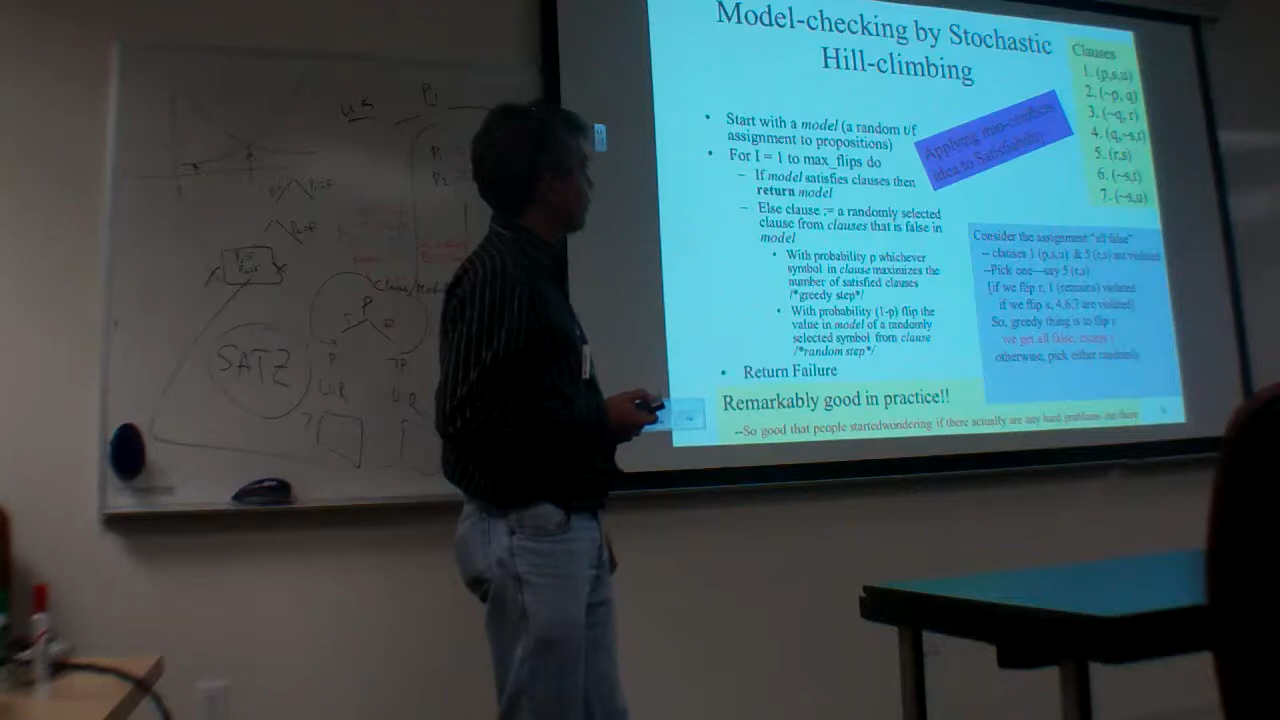 Model-checking by Stochastic
Hill-climbing
• Start with a model (a random t/f
assignment to propositions)
• For I = 1 to max_flips do
– If model satisfies clauses then
return model
– Else clause := a randomly selected
clause from clauses that is false in
model
• With probability p whichever
symbol in clause maximizes the
number of satisfied clauses
/*greedy step*/
• With probability (1-p) flip the
value in model of a randomly
selected symbol from clause
/*random step*/
• Return Failure
Remarkably good in practice!!
--So good that people startedwondering if there actually are any hard problems out there
Applying min-conflicts
idea to Satisfiability
Clauses
1. (p,s,u)
2. (~p, q)
3. (~q, r)
4. (q,~s,t)
5. (r,s)
6. (~s,t)
7. (~s,u)
Consider the assignment "all false"
-- clauses 1 (p,s,u) & 5 (r,s) are violated
--Pick one—say 5 (r,s)
[if we flip r, 1 (remains) violated
if we flip s, 4,6,7 are violated]
So, greedy thing is to flip r
we get all false, except r
otherwise, pick either randomly
SATZ
P
U.R
U.R